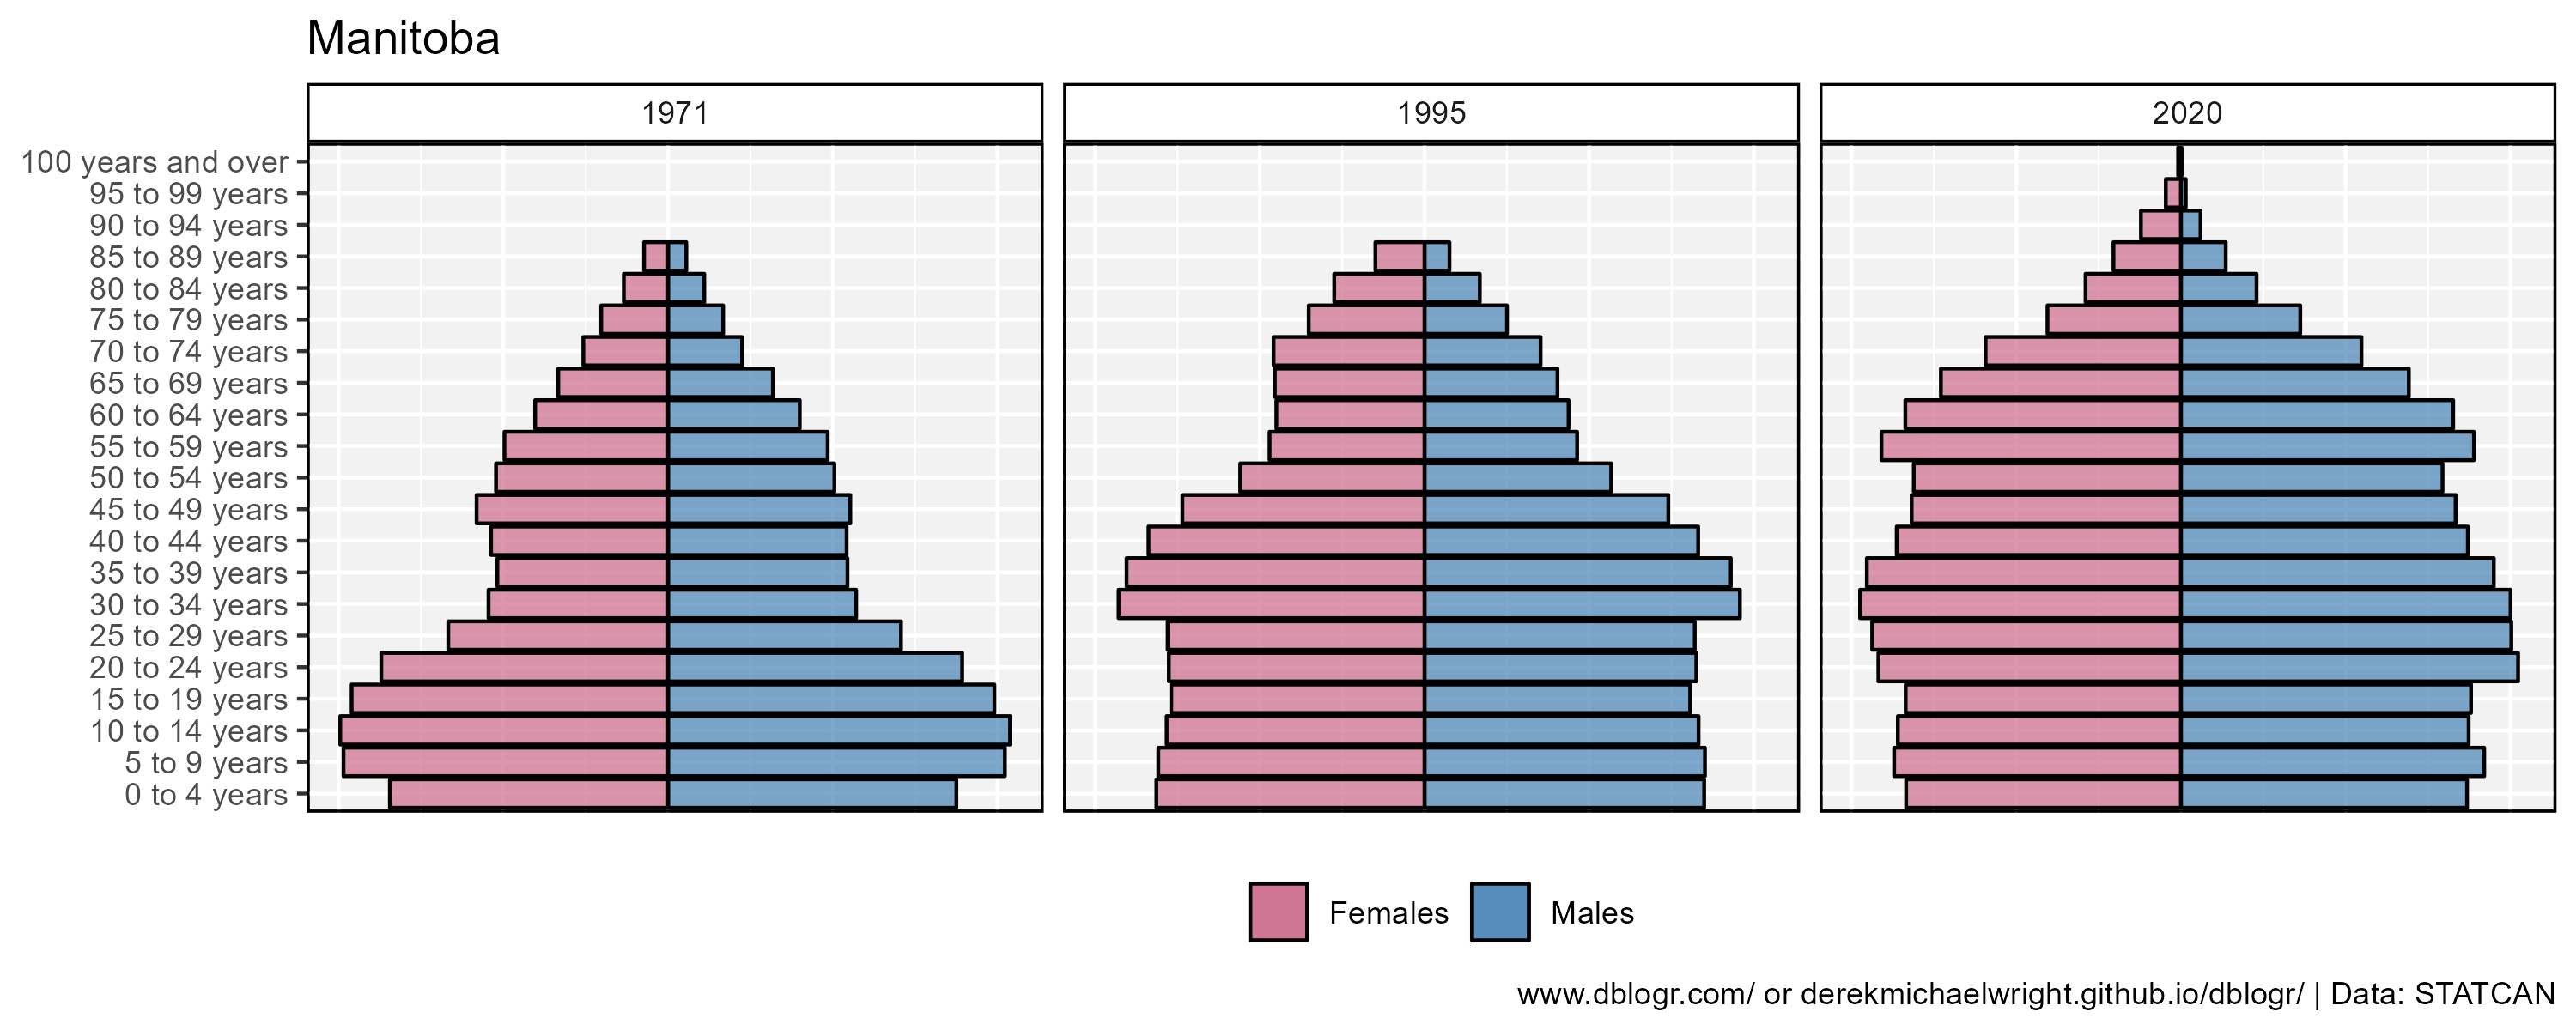 Manitoba
1971
1995
2020
100 years and over
95 to 99 years
90 to 94 years
85 to 89 years
80 to 84 years
75 to 79 years
70 to 74 years
65 to 69 years
60 to 64 years
55 to 59 years
50 to 54 years
45 to 49 years
40 to 44 years
35 to 39 years
30 to 34 years
25 to 29 years
20 to 24 years
15 to 19 years
10 to 14 years
5 to 9 years
0 to 4 years
Females
Males
www.dblogr.com/ or derekmichaelwright.github.io/dblogr/ | Data: STATCAN